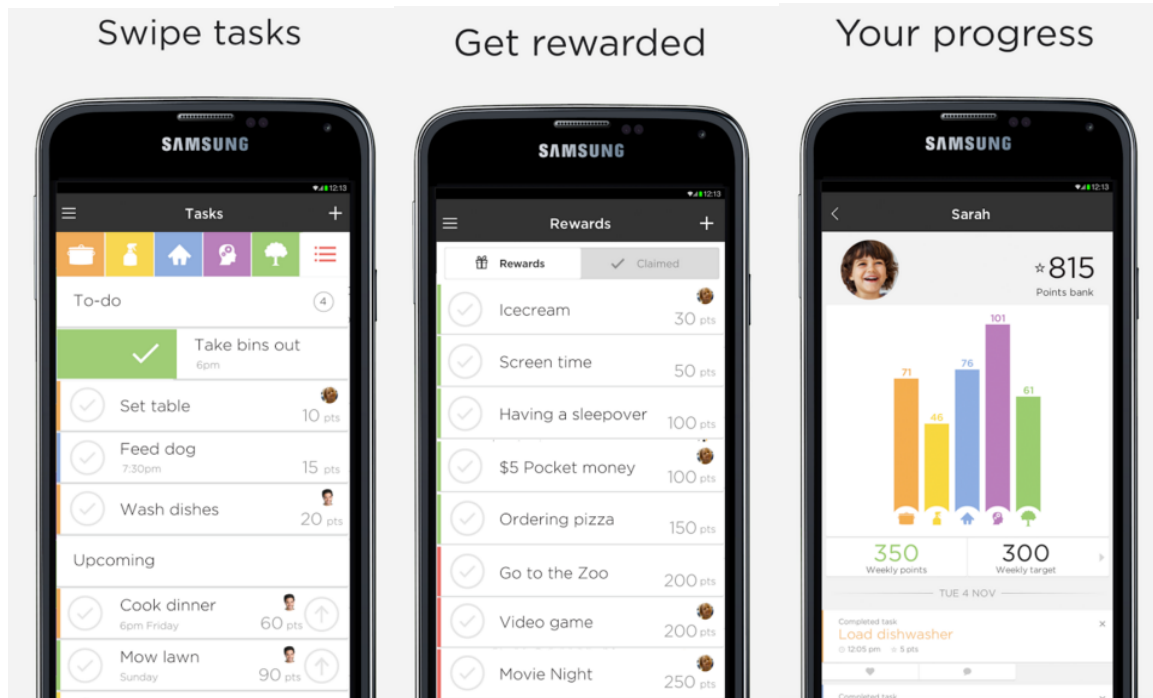 Swipe tasks
SAMSUNG
12:13
Tasks
To-do
4
Take bins out
6pm
Set table
10 pts
Feed dog
7:30pm
15 pts
Wash dishes
20 pts
Upcoming
Cook dinner
6pm Friday
60 pts
Mow lawn
Sunday
90 pts
Get rewarded
SAMSUNG
12:13
Rewards
Rewards
Claimed
Icecream
30 pts
Screen time
50 pts
Having a sleepover
100 pts
$5 Pocket money
100 pts
Ordering pizza
150 pts
Go to the Zoo
200 pts
Video game
200 pts
Movie Night
250 pts
Your progress
SAMSUNG
12:13
Sarah
815
Points bank
71
46
76
101
61
350
Weekly points
300
Weekly target
TUE 4 NOV
Completed task
Load dishwasher
12:05 pm 5 pts
Completed task